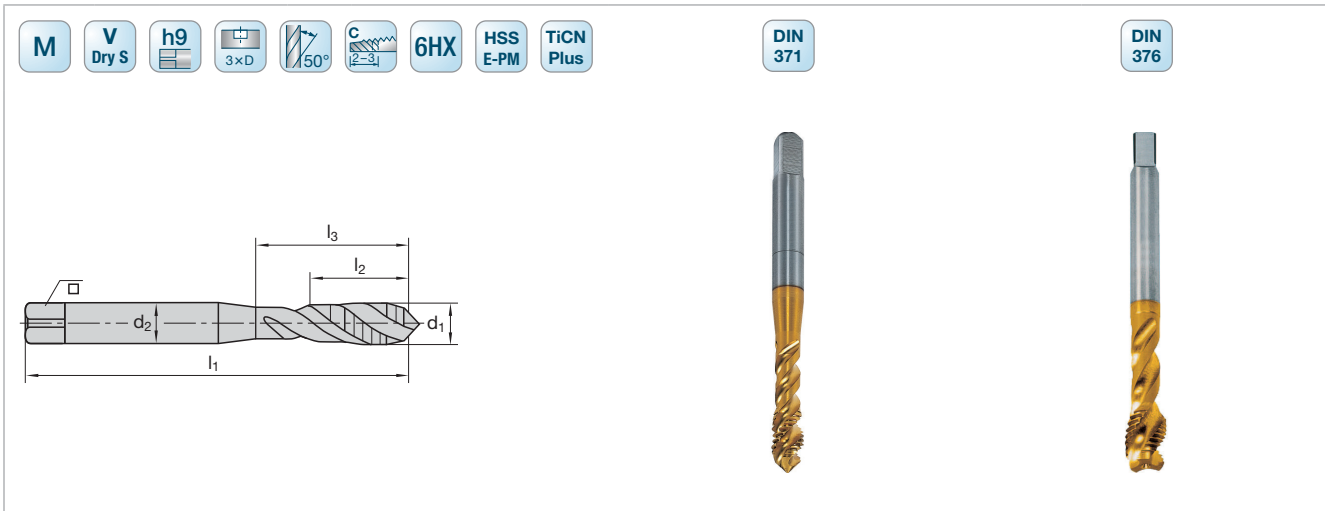 M
V
Dry S
h9
3×D
50°
C
2–3
6HX
HSS
E-PM
TiCN
Plus
DIN
371
DIN
376
l3
l2
d2
d1
l1